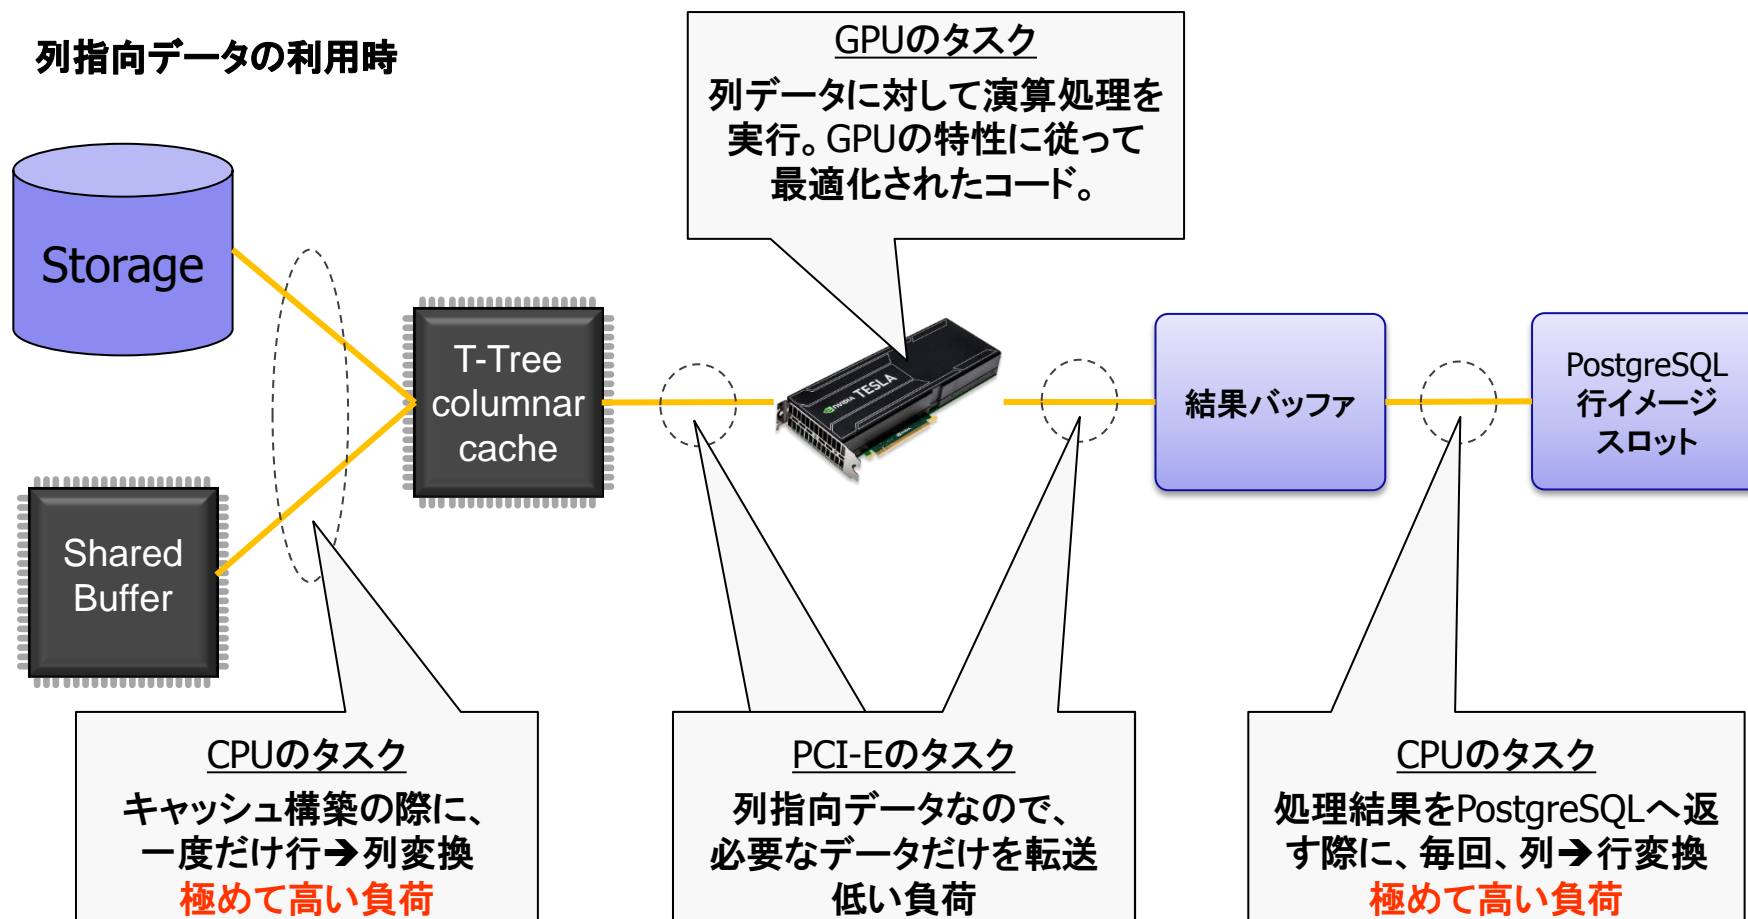 列指向データの利用時
GPUのタスク
列データに対して演算処理を
実行。GPUの特性に従って
最適化されたコード。
Storage
T-Tree
columnar
cache
NVIDIA TESLA
結果バッファ
PostgreSQL
行イメージ
スロット
Shared
Buffer
CPUのタスク
キャッシュ構築の際に、
一度だけ行➔列変換
極めて高い負荷
PCI-Eのタスク
列指向データなので、
必要なデータだけを転送
低い負荷
CPUのタスク
処理結果をPostgreSQLへ返
す際に、毎回、列➔行変換
極めて高い負荷